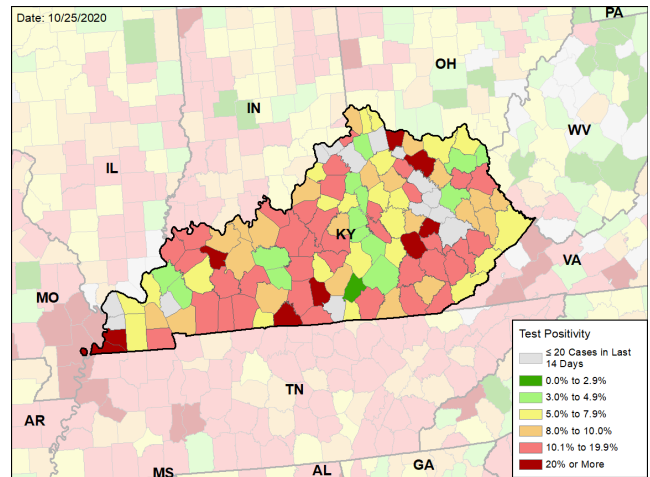 Date: 10/25/2020
PA
OH
IN
WV
IL
KY
VA
MO
TN
AR
MS
AL
GA
Test Positivity
≤ 20 Cases in Last
14 Days
0.0% to 2.9%
3.0% to 4.9%
5.0% to 7.9%
8.0% to 10.0%
10.1% to 19.9%
20% or More